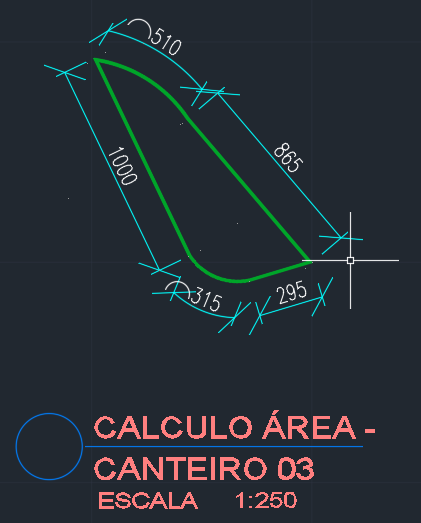 ⌒510
865
1000
⌒315
295
CALCULO ÁREA -
CANTEIRO 03
ESCALA 1:250